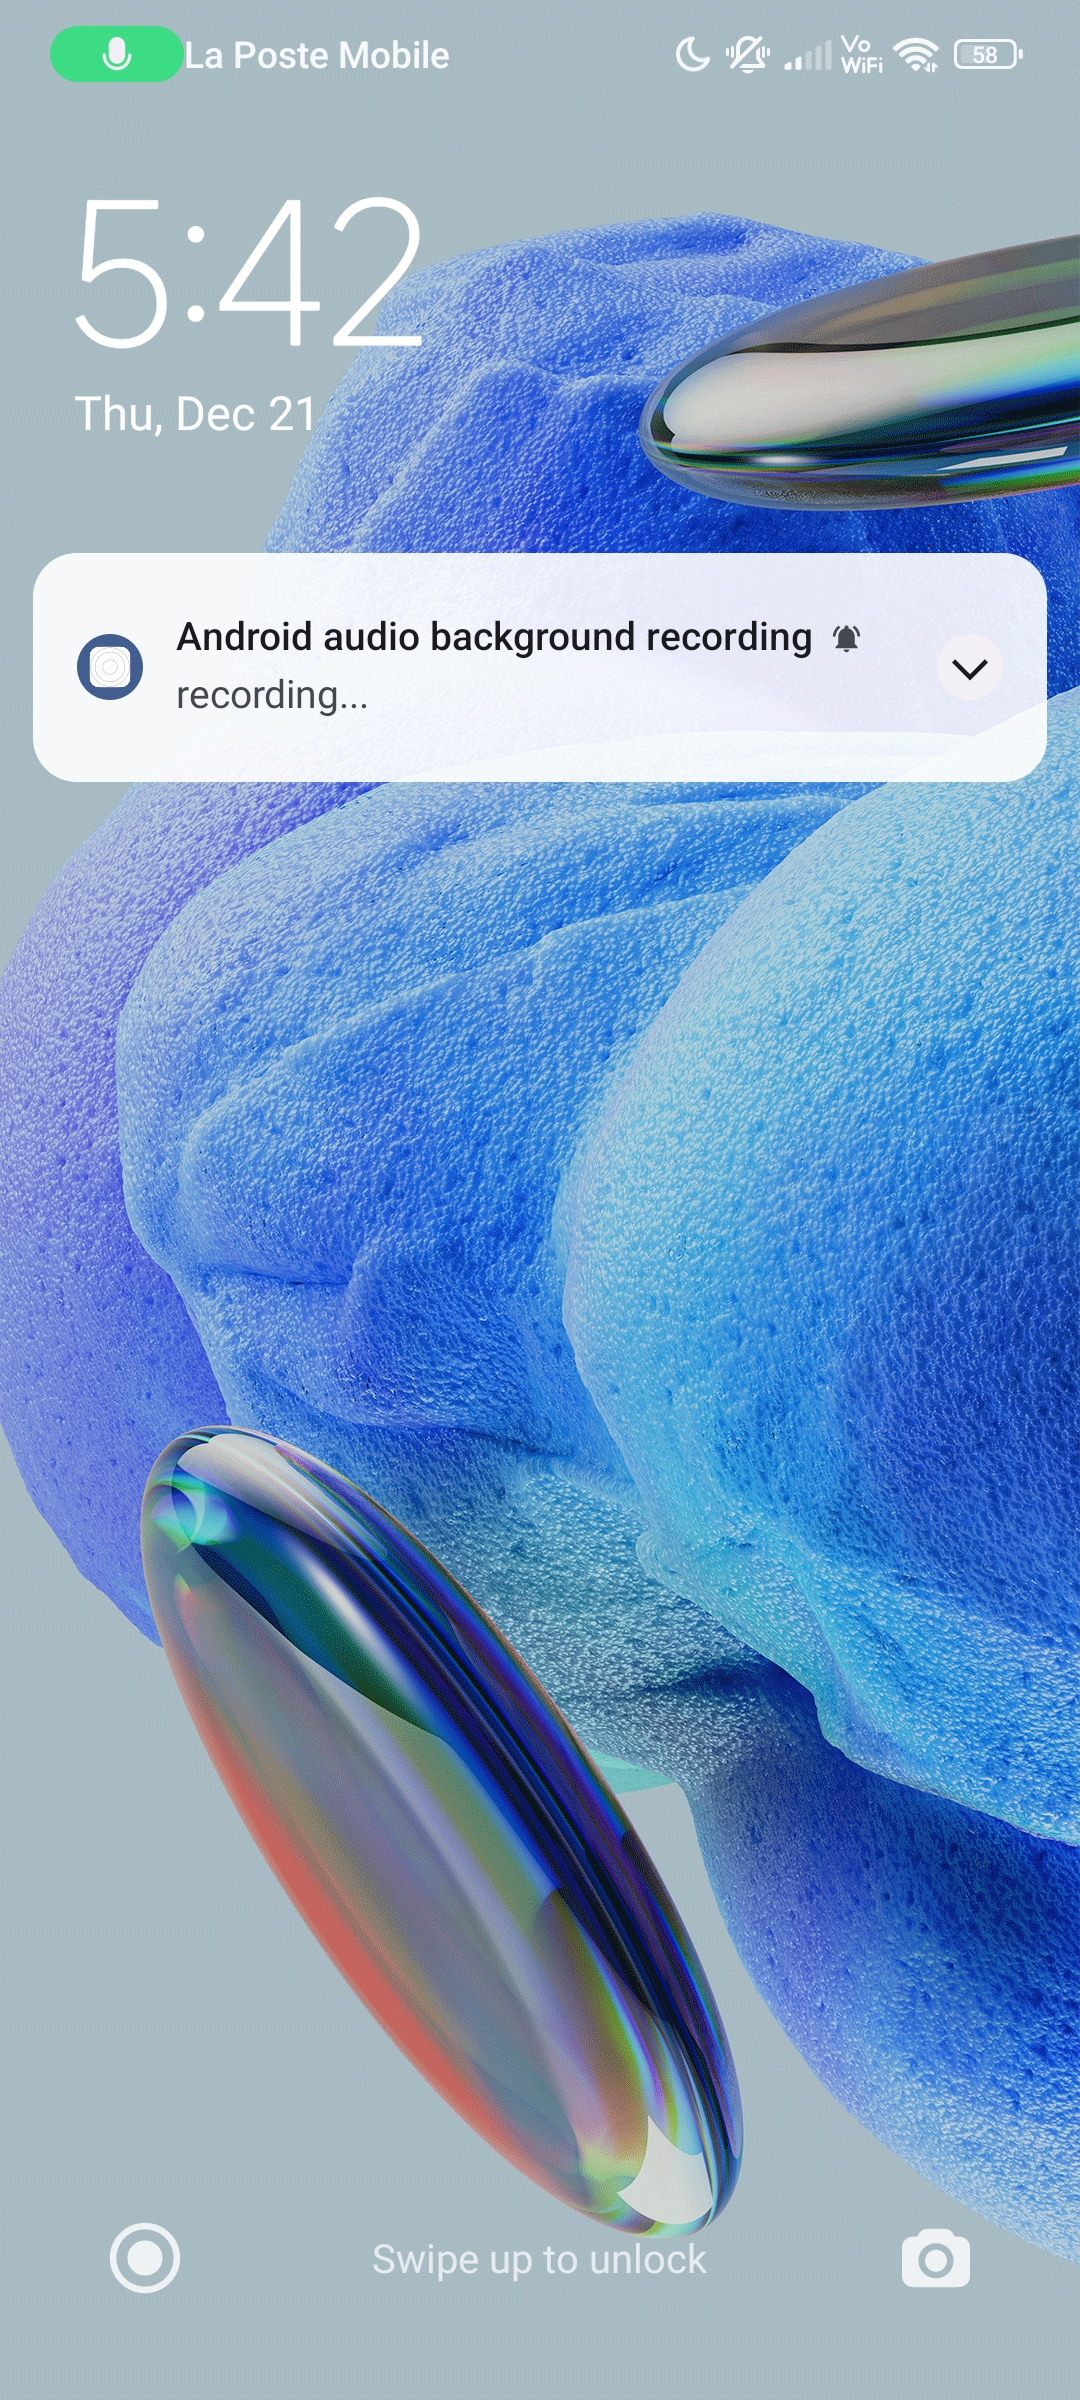 La Poste Mobile
Vo
WiFi
58
5:42
Thu, Dec 21
Android audio background recording
recording...
Swipe up to unlock